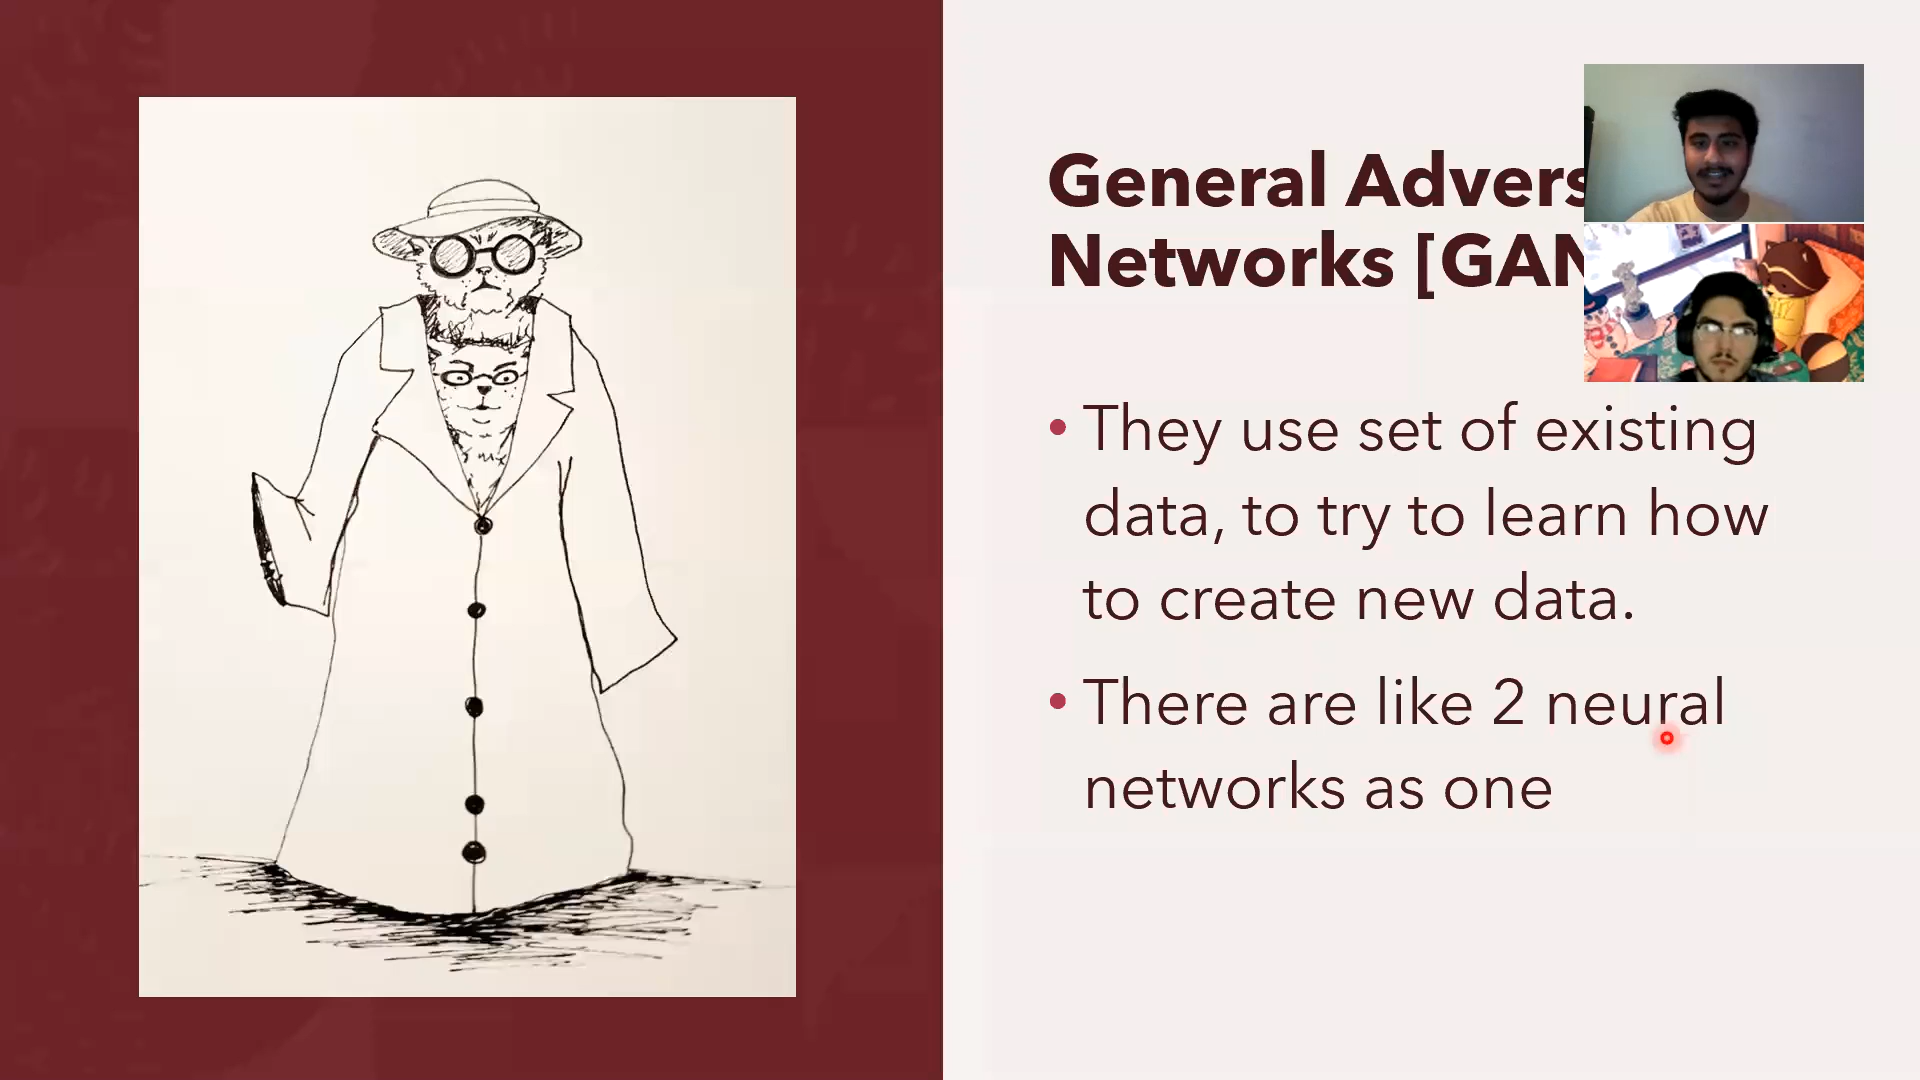 General Advers
Networks [GAN
• They use set of existing
data, to try to learn how
to create new data.
• There are like 2 neural
networks as one